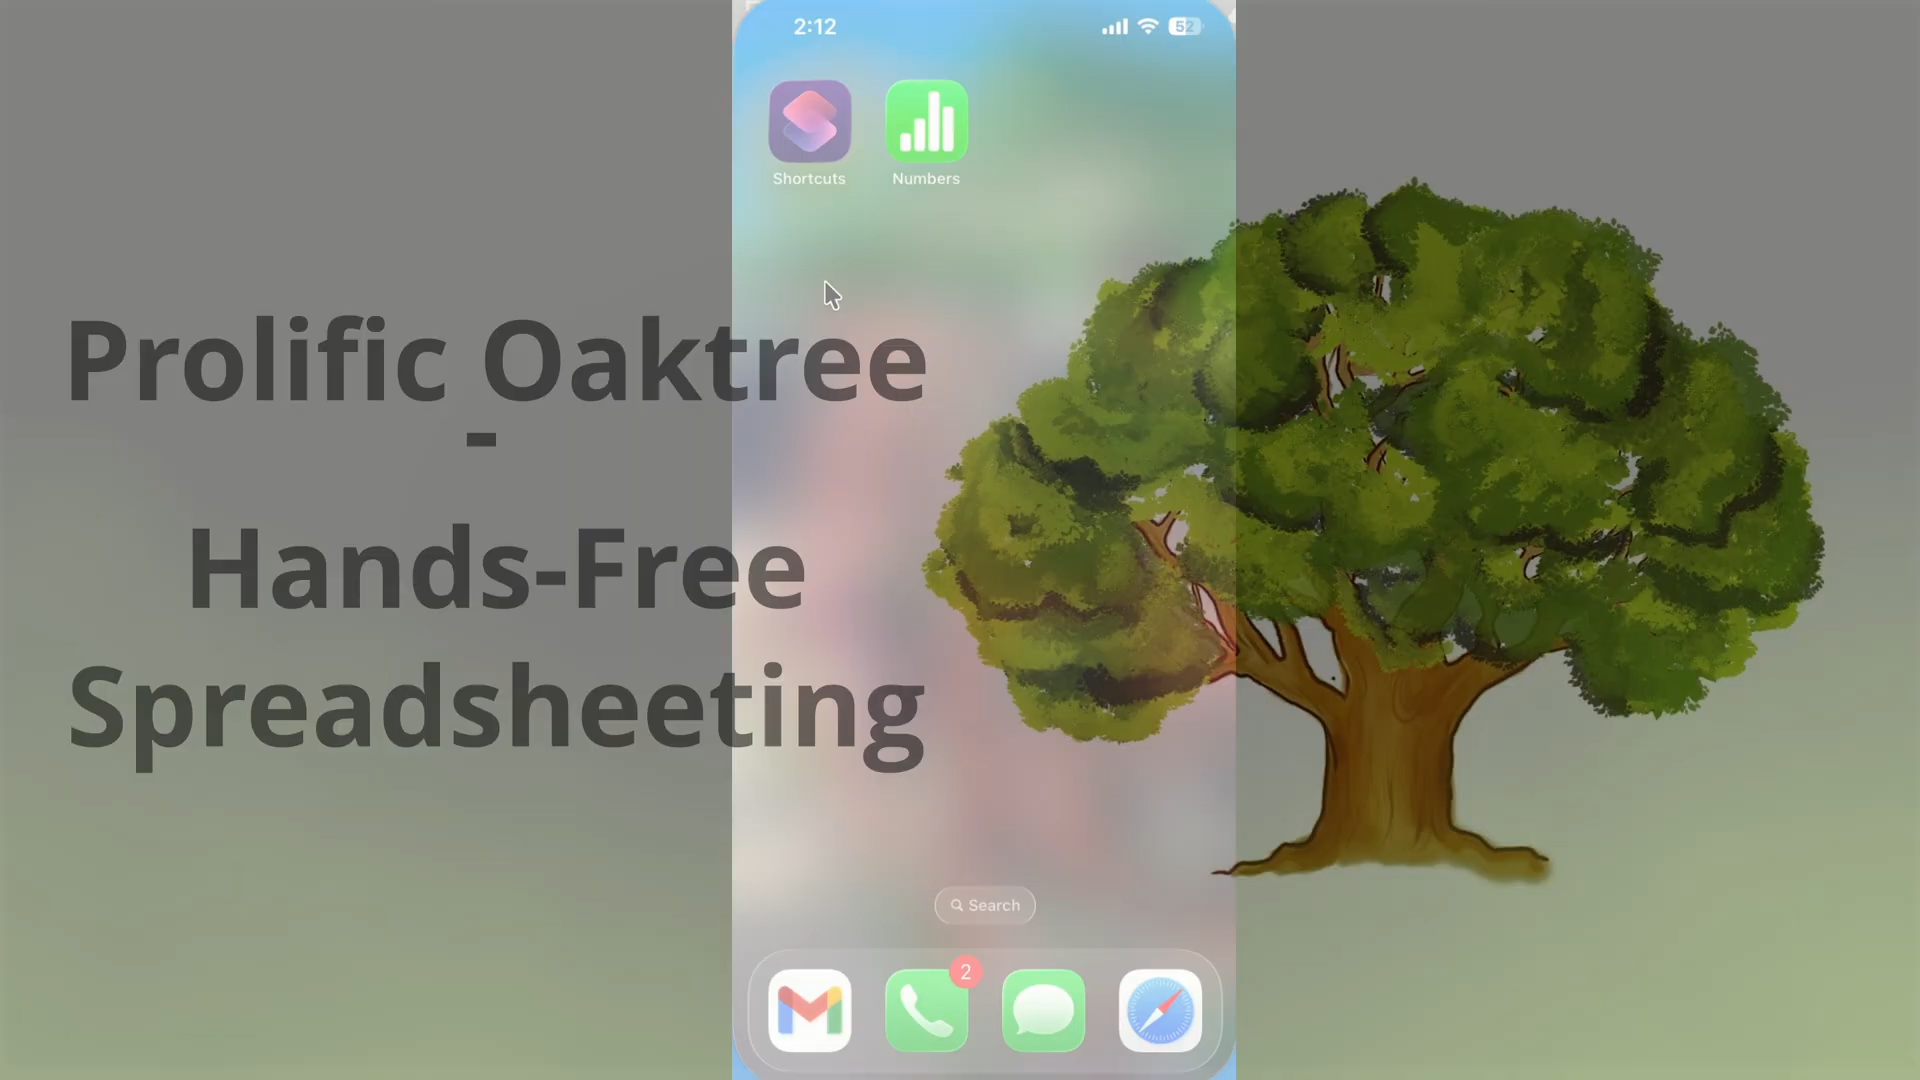 2:12
52
Shortcuts
Numbers
Prolific Oaktree
-
Hands-Free
Spreadsheeting
Search
2